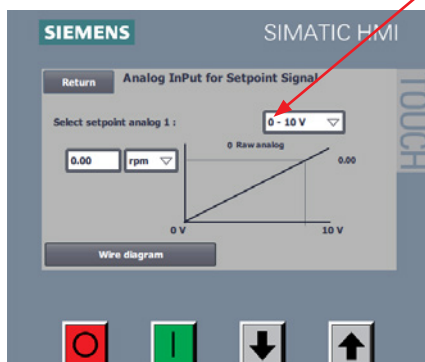 SIEMENS
SIMATIC HMI
TOUCH
Return
Analog InPut for Setpoint Signal
Select setpoint analog 1 :
0 - 10 V
0 Raw analog
0.00
rpm
0.00
0 V
10 V
Wire diagram